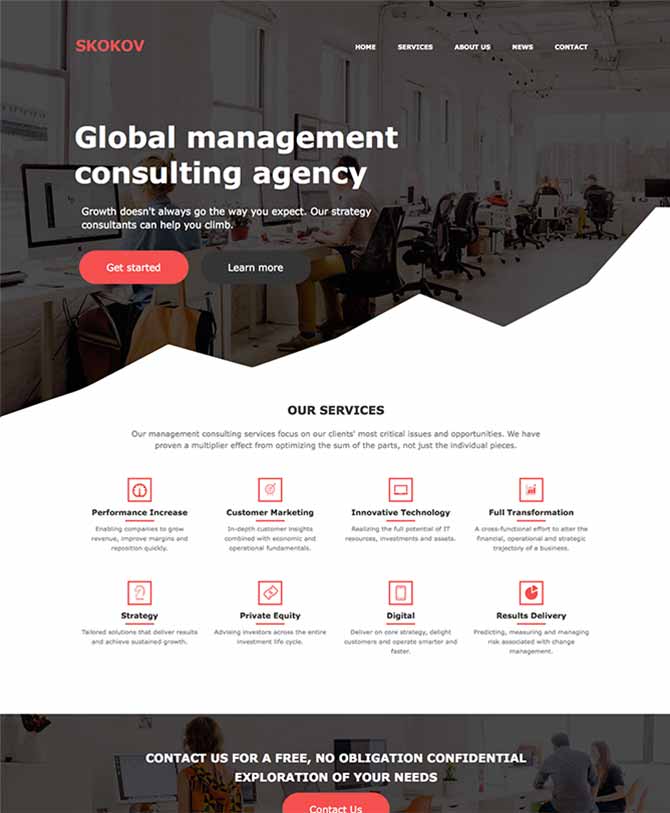 SKOKOV
HOME SERVICES ABOUT US NEWS CONTACT
Global management
consulting agency
Growth doesn't always go the way you expect. Our strategy
consultants can help you climb.
Get started Learn more
OUR SERVICES
Our management consulting services focus on our clients' most critical issues and opportunities. We have
proven a multiplier effect from optimizing the sum of the parts, not just the individual pieces.
Performance Increase
Enabling companies to grow
revenue, improve margins and
reposition quickly.
Customer Marketing
In-depth customer insights
combined with economic and
operational fundamentals.
Innovative Technology
Realizing the full potential of IT
resources, investments and assets.
Full Transformation
A cross-functional effort to alter the
financial, operational and strategic
trajectory of a business.
Strategy
Tailored solutions that deliver results
and achieve sustained growth.
Private Equity
Advising investors across the entire
investment life cycle.
Digital
Deliver on core strategy, delight
customers and operate smarter and
faster.
Results Delivery
Predicting, measuring and managing
risk associated with change
management.
CONTACT US FOR A FREE, NO OBLIGATION CONFIDENTIAL
EXPLORATION OF YOUR NEEDS
Contact Us